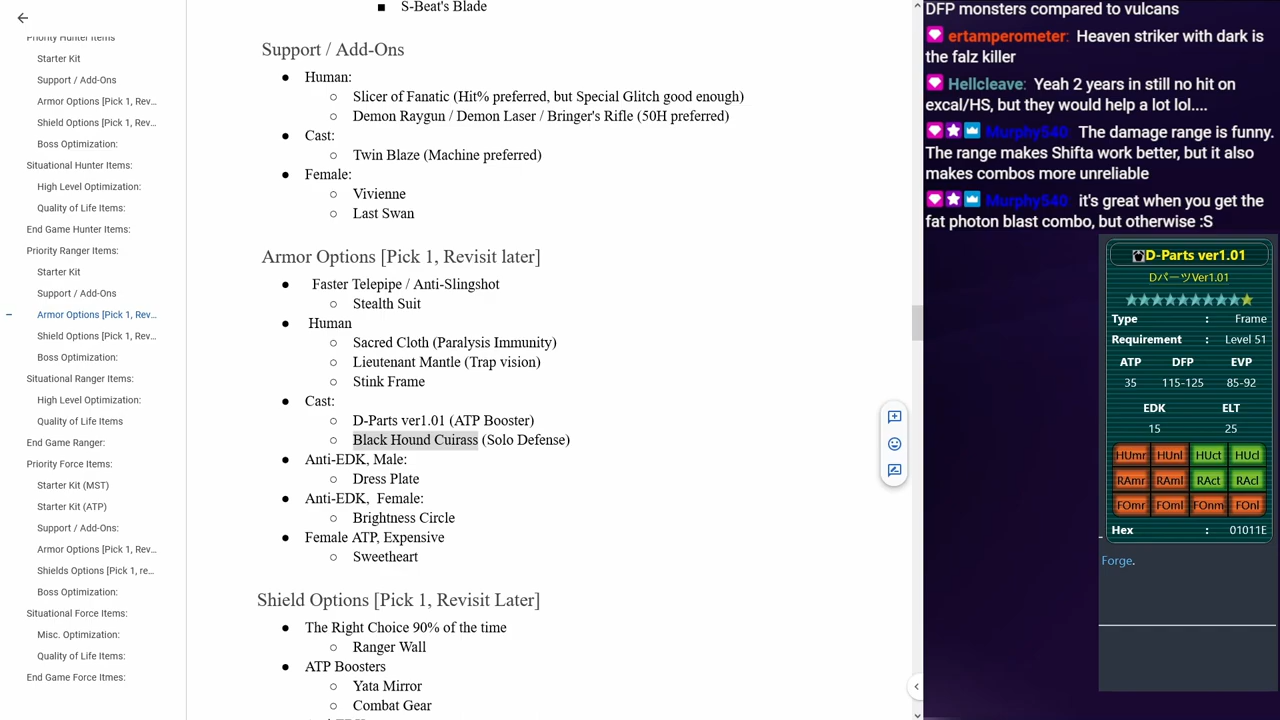 Priority Hunter Items
Starter Kit
Support / Add-Ons
Armor Options [Pick 1, Rev...
Shield Options [Pick 1, Rev...
Boss Optimization:
Situational Hunter Items:
High Level Optimization:
Quality of Life Items:
End Game Hunter Items:
Priority Ranger Items:
Starter Kit
Support / Add-Ons
Armor Options [Pick 1, Rev...
Shield Options [Pick 1, Rev...
Boss Optimization:
Situational Ranger Items:
High Level Optimization:
Quality of Life Items
End Game Ranger:
Priority Force Items:
Starter Kit (MST)
Starter Kit (ATP)
Support / Add-Ons:
Armor Options [Pick 1, Rev...
Shields Options [Pick 1, re...
Boss Optimization:
Situational Force Items:
Misc. Optimization:
Quality of Life Items:
End Game Force Itmes:
■ S-Beat's Blade
Support / Add-Ons
● Human:
○ Slicer of Fanatic (Hit% preferred, but Special Glitch good enough)
○ Demon Raygun / Demon Laser / Bringer's Rifle (50H preferred)
● Cast:
○ Twin Blaze (Machine preferred)
● Female:
○ Vivienne
○ Last Swan
Armor Options [Pick 1, Revisit later]
● Faster Telepipe / Anti-Slingshot
○ Stealth Suit
● Human
○ Sacred Cloth (Paralysis Immunity)
○ Lieutenant Mantle (Trap vision)
○ Stink Frame
● Cast:
○ D-Parts ver1.01 (ATP Booster)
○ Black Hound Cuirass (Solo Defense)
● Anti-EDK, Male:
○ Dress Plate
● Anti-EDK, Female:
○ Brightness Circle
● Female ATP, Expensive
○ Sweetheart
Shield Options [Pick 1, Revisit Later]
● The Right Choice 90% of the time
○ Ranger Wall
● ATP Boosters
○ Yata Mirror
○ Combat Gear
DFP monsters compared to vulcans
ertamperometer: Heaven striker with dark is
the falz killer
Hellcleave: Yeah 2 years in still no hit on
excal/HS, but they would help a lot lol....
Murphy540: The damage range is funny.
The range makes Shifta work better, but it also
makes combos more unreliable
Murphy540: it's great when you get the
fat photon blast combo, but otherwise :S
D-Parts ver1.01
DパーツVer1.01
★★★★★★★★★★
Type : Frame
Requirement : Level 51
ATP DFP EVP
35 115-125 85-92
EDK ELT
15 25
HUmr HUnl HUct HUcl
RAmr RAml RAct RAcl
FOmr FOml FOnm FOnl
Hex : 01011E
Forge.